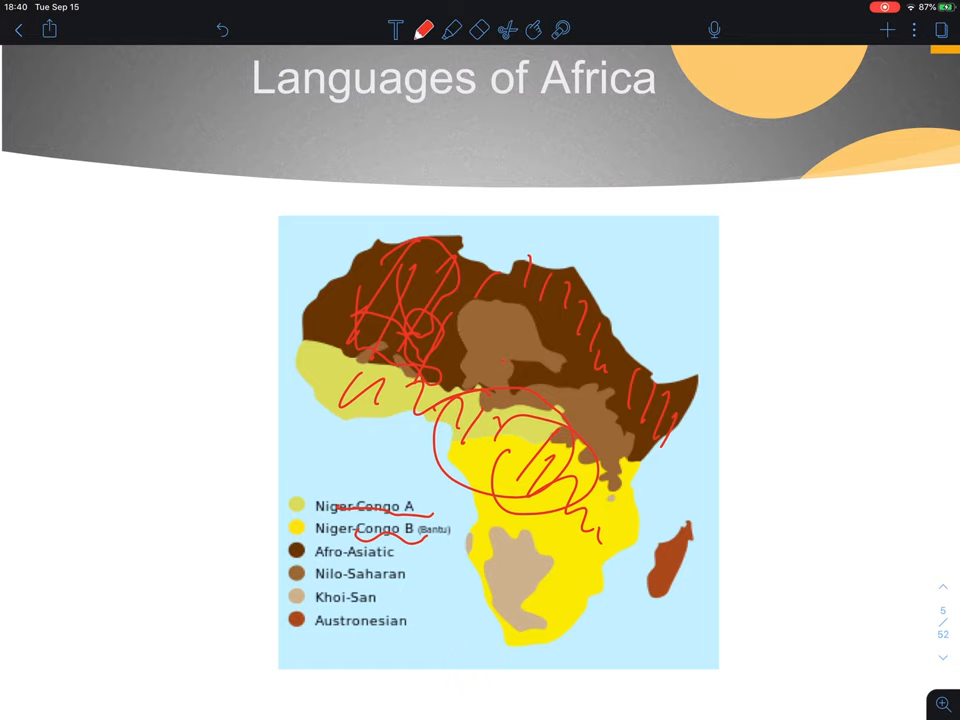 18:40 Tue Sep 15
87%
Languages of Africa
Niger-Congo A
Niger-Congo B (Bantu)
Afro-Asiatic
Nilo-Saharan
Khoi-San
Austronesian
5
/
52